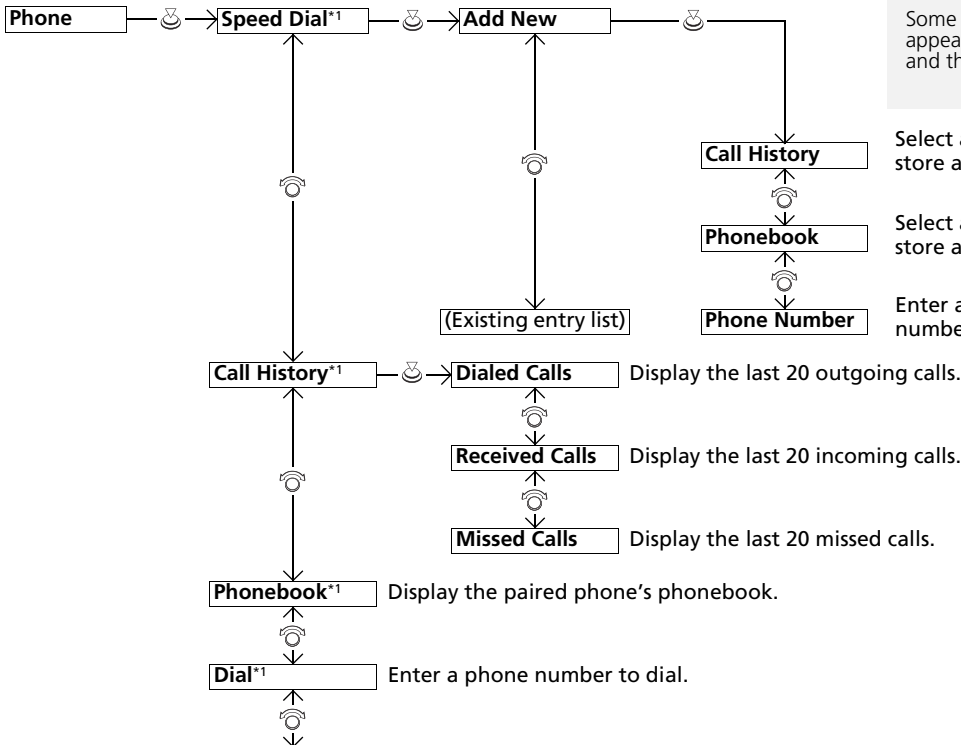 Phone
Speed Dial*1
Add New
Some
appea
and th
Call History
Select a
store a
Phonebook
Select a
store a
(Existing entry list)
Phone Number
Enter a
numbe
Call History*1
Dialed Calls
Display the last 20 outgoing calls.
Received Calls
Display the last 20 incoming calls.
Missed Calls
Display the last 20 missed calls.
Phonebook*1
Display the paired phone’s phonebook.
Dial*1
Enter a phone number to dial.